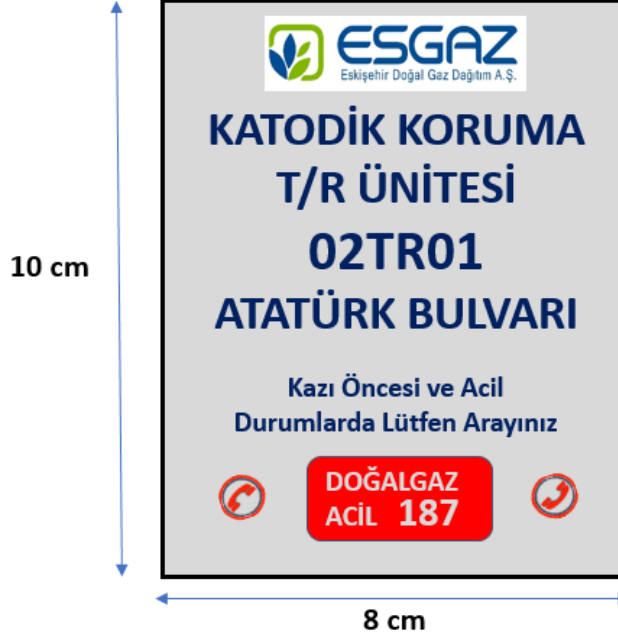 ESGAZ
Eskişehir Doğal Gaz Dağıtım A.Ş.
KATODİK KORUMA
T/R ÜNİTESİ
02TR01
ATATÜRK BULVARI
10 cm
Kazı Öncesi ve Acil
Durumlarda Lütfen Arayınız
DOĞALGAZ
ACİL 187
8 cm